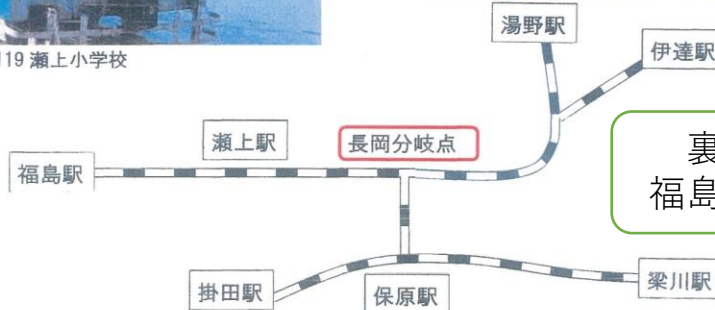 19 瀬上小学校
湯野駅
伊達駅
瀬上駅
長岡分岐点
福島駅
裏
福島
掛田駅
保原駅
梁川駅